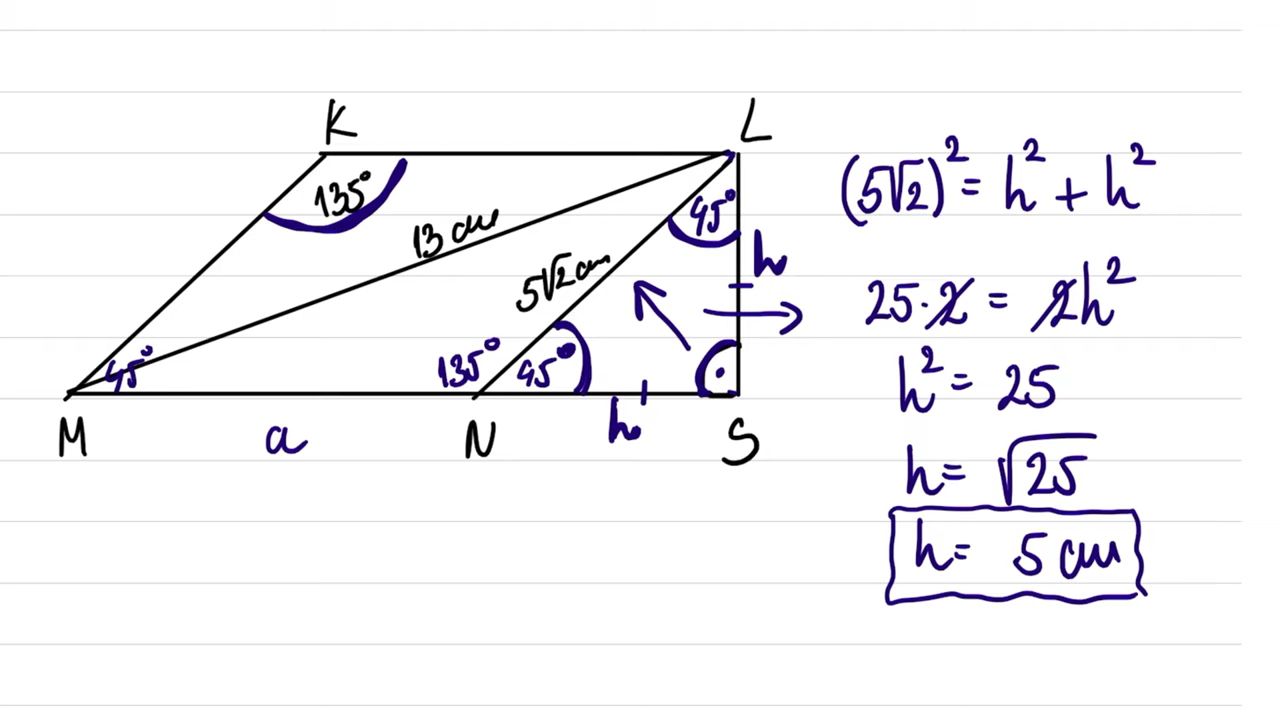 K
L
135°
13 cm
5√2 cm
45°
h
45°
135°
45°
M
a
N
h
S
(5√2)² = h² + h²
25·2 = 2h²
h² = 25
h = √25
h = 5 cm